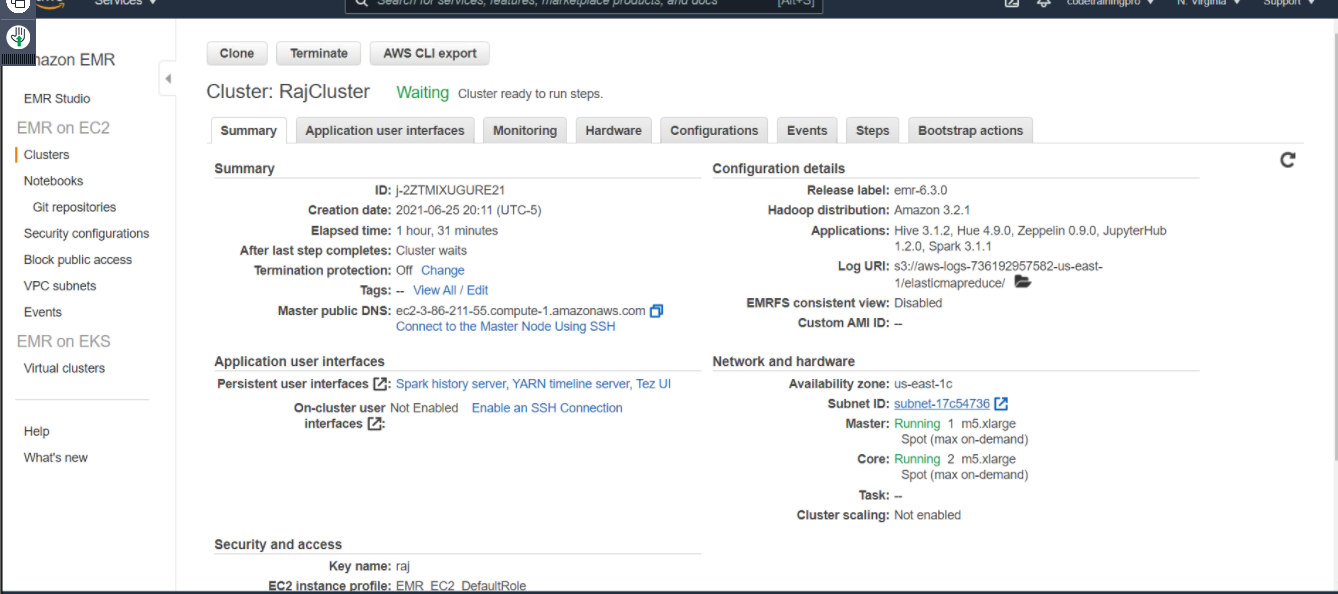 Services
Search for services, features, marketplace products, and docs [Alt+S]
codetrainingpro N. Virginia Support
Amazon EMR
EMR Studio
EMR on EC2
Clusters
Notebooks
Git repositories
Security configurations
Block public access
VPC subnets
Events
EMR on EKS
Virtual clusters
Help
What's new
Clone Terminate AWS CLI export
Cluster: RajCluster Waiting Cluster ready to run steps.
Summary Application user interfaces Monitoring Hardware Configurations Events Steps Bootstrap actions
Summary
ID: j-2ZTMIXUGURE21
Creation date: 2021-06-25 20:11 (UTC-5)
Elapsed time: 1 hour, 31 minutes
After last step completes: Cluster waits
Termination protection: Off Change
Tags: -- View All / Edit
Master public DNS: ec2-3-86-211-55.compute-1.amazonaws.com
Connect to the Master Node Using SSH
Configuration details
Release label: emr-6.3.0
Hadoop distribution: Amazon 3.2.1
Applications: Hive 3.1.2, Hue 4.9.0, Zeppelin 0.9.0, JupyterHub
1.2.0, Spark 3.1.1
Log URI: s3://aws-logs-736192957582-us-east-
1/elasticmapreduce/
EMRFS consistent view: Disabled
Custom AMI ID: --
Application user interfaces
Persistent user interfaces : Spark history server, YARN timeline server, Tez UI
On-cluster user Not Enabled Enable an SSH Connection
interfaces :
Network and hardware
Availability zone: us-east-1c
Subnet ID: subnet-17c54736
Master: Running 1 m5.xlarge
Spot (max on-demand)
Core: Running 2 m5.xlarge
Spot (max on-demand)
Task: --
Cluster scaling: Not enabled
Security and access
Key name: raj
EC2 instance profile: EMR_EC2_DefaultRole